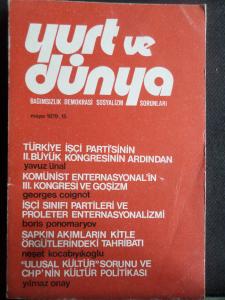 yurt ve
dünya
BAĞIMSIZLIK DEMOKRASİ SOSYALİZM SORUNLARI
mayıs 1979, 15
TÜRKİYE İŞÇİ PARTİSİ'NİN
II.BÜYÜK KONGRESİNİN ARDINDAN
yavuz ünal
KOMÜNİST ENTERNASYONAL'İN
III. KONGRESİ VE GOŞİZM
georges coignot
İŞÇİ SINIFI PARTİLERİ VE
PROLETER ENTERNASYONALİZMİ
boris ponomaryov
SAPKIN AKIMLARIN KİTLE
ÖRGÜTLERİNDEKİ TAHRİBATI
neşet kocabıyıkoğlu
"ULUSAL KÜLTÜR" SORUNU VE
CHP'NİN KÜLTÜR POLİTİKASI
yılmaz onay